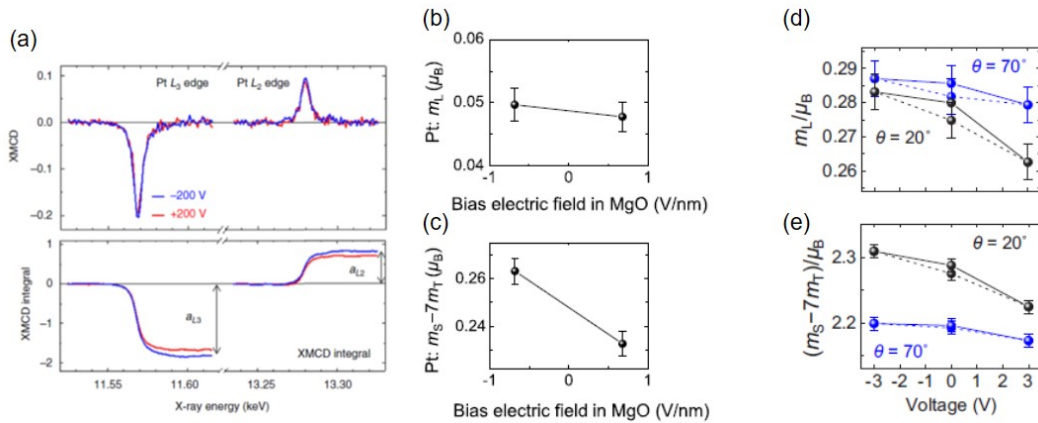 (a)
Pt L3 edge
Pt L2 edge
XMCD
0.1
0.0
−0.1
−0.2
−200 V
+200 V
XMCD integral
1
0
−1
−2
aL3
aL2
XMCD integral
11.55
11.60
13.25
13.30
X-ray energy (keV)
(b)
Pt: mL (μB)
0.06
0.05
0.04
-1
0
1
Bias electric field in MgO (V/nm)
(c)
Pt: mS−7mT (μB)
0.26
0.24
-1
0
1
Bias electric field in MgO (V/nm)
(d)
mL/μB
0.29
0.28
0.27
0.26
θ = 70°
θ = 20°
(e)
(mS−7mT)/μB
2.3
2.2
θ = 20°
θ = 70°
-3
-2
-1
0
1
2
3
Voltage (V)